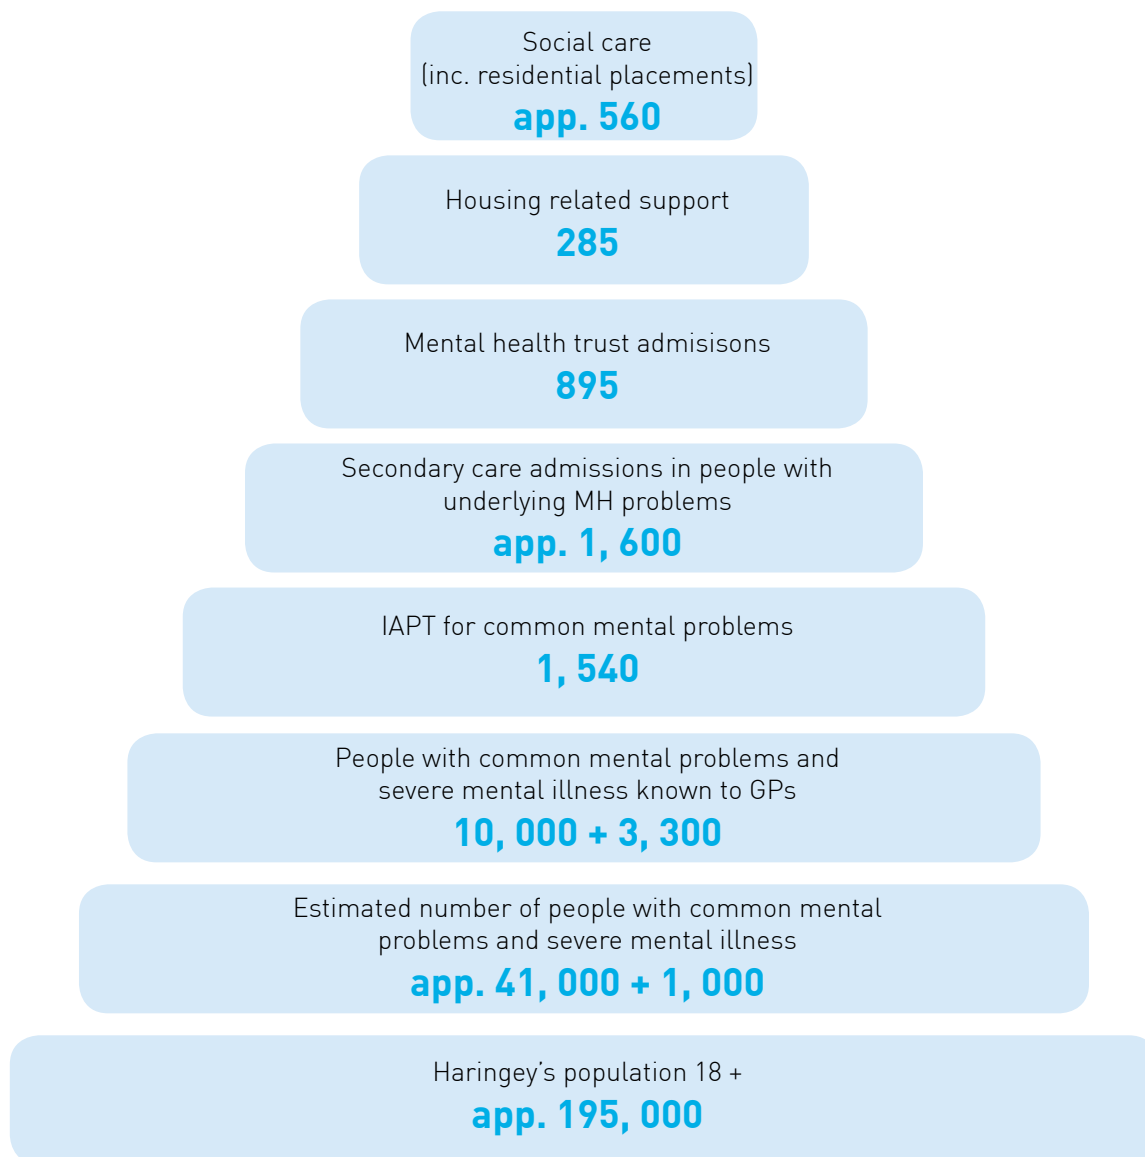 Social care
(inc. residential placements)
app. 560
Housing related support
285
Mental health trust admisisons
895
Secondary care admissions in people with
underlying MH problems
app. 1, 600
IAPT for common mental problems
1, 540
People with common mental problems and
severe mental illness known to GPs
10, 000 + 3, 300
Estimated number of people with common mental
problems and severe mental illness
app. 41, 000 + 1, 000
Haringey’s population 18 +
app. 195, 000